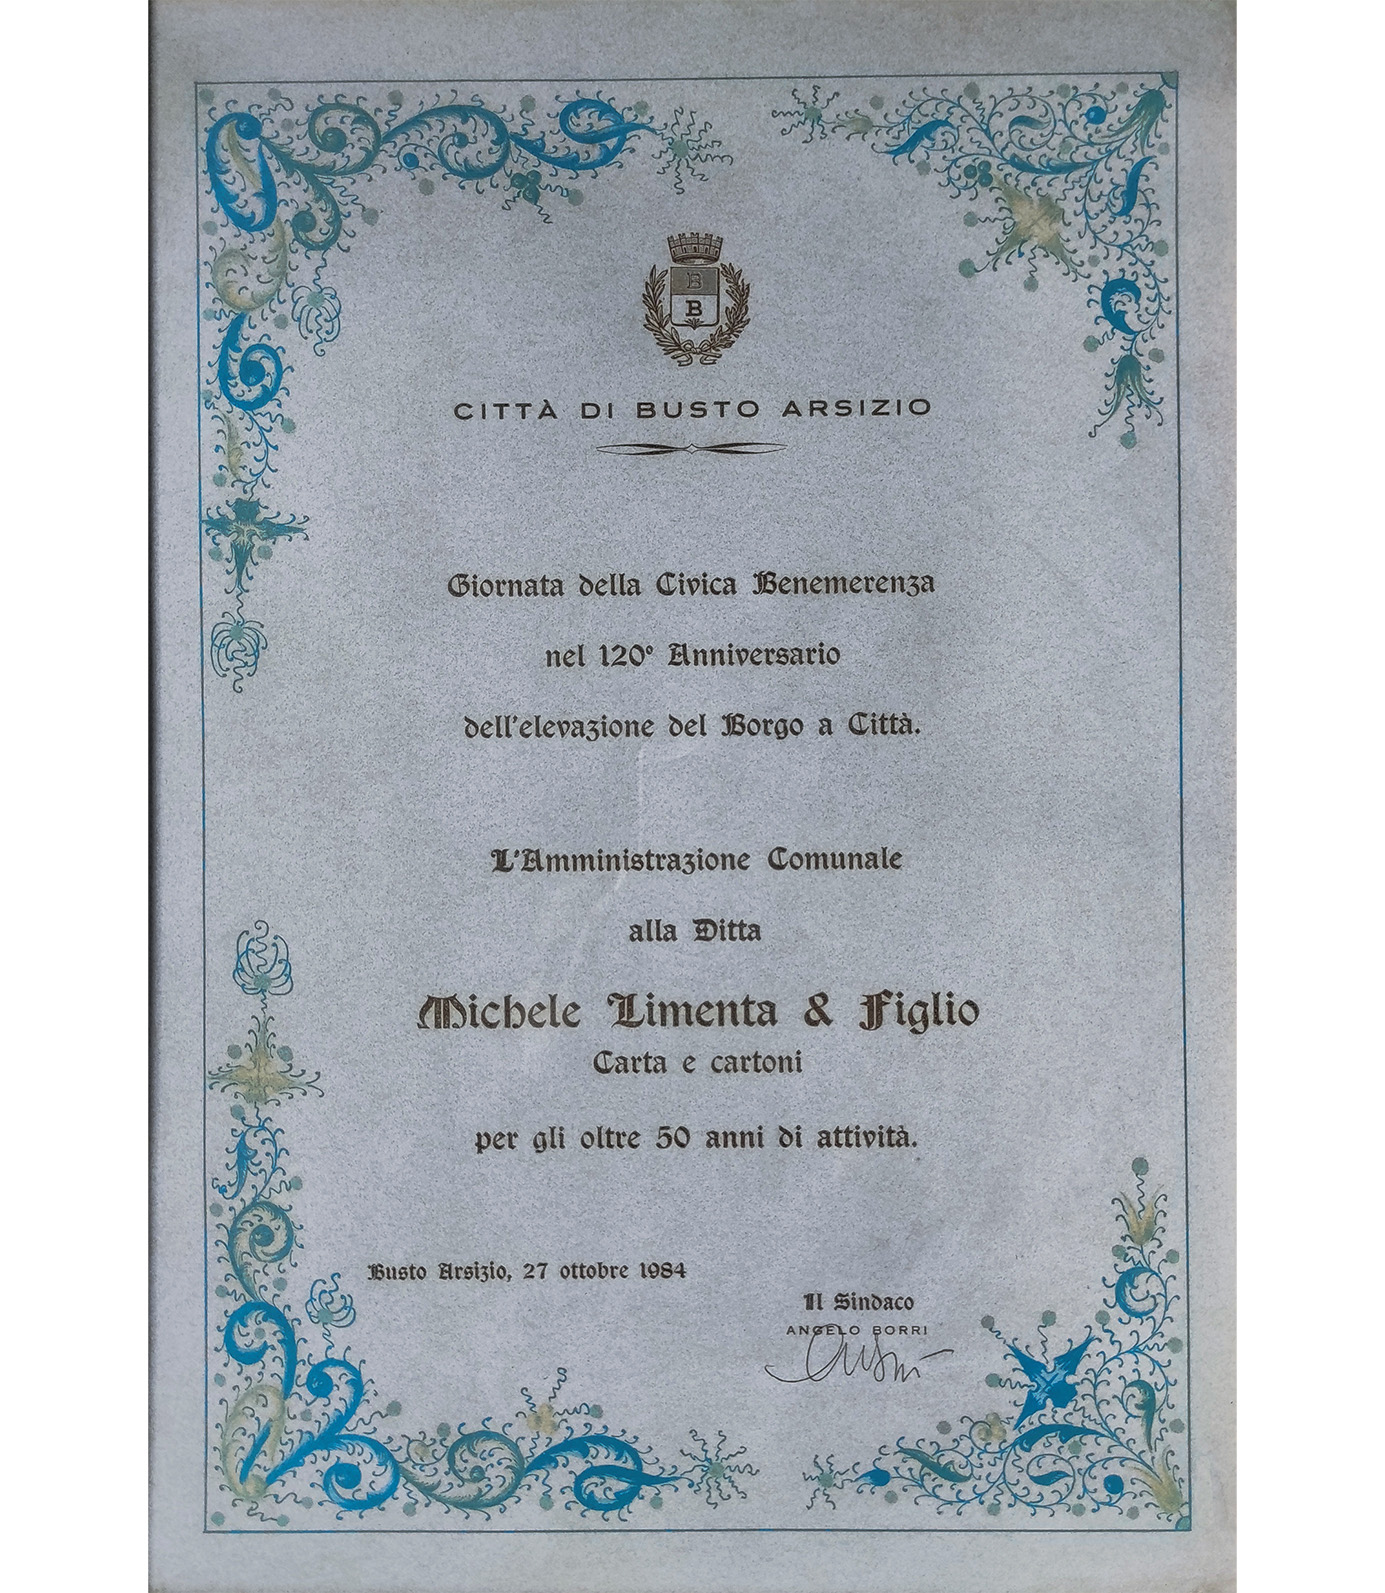 B
B
CITTÀ DI BUSTO ARSIZIO
Giornata della Civica Benemerenza
nel 120° Anniversario
dell'elevazione del Borgo a Città.
L'Amministrazione Comunale
alla Ditta
Michele Limenta & Figlio
Carta e cartoni
per gli oltre 50 anni di attività.
Busto Arsizio, 27 ottobre 1984
Il Sindaco
ANGELO BORRI